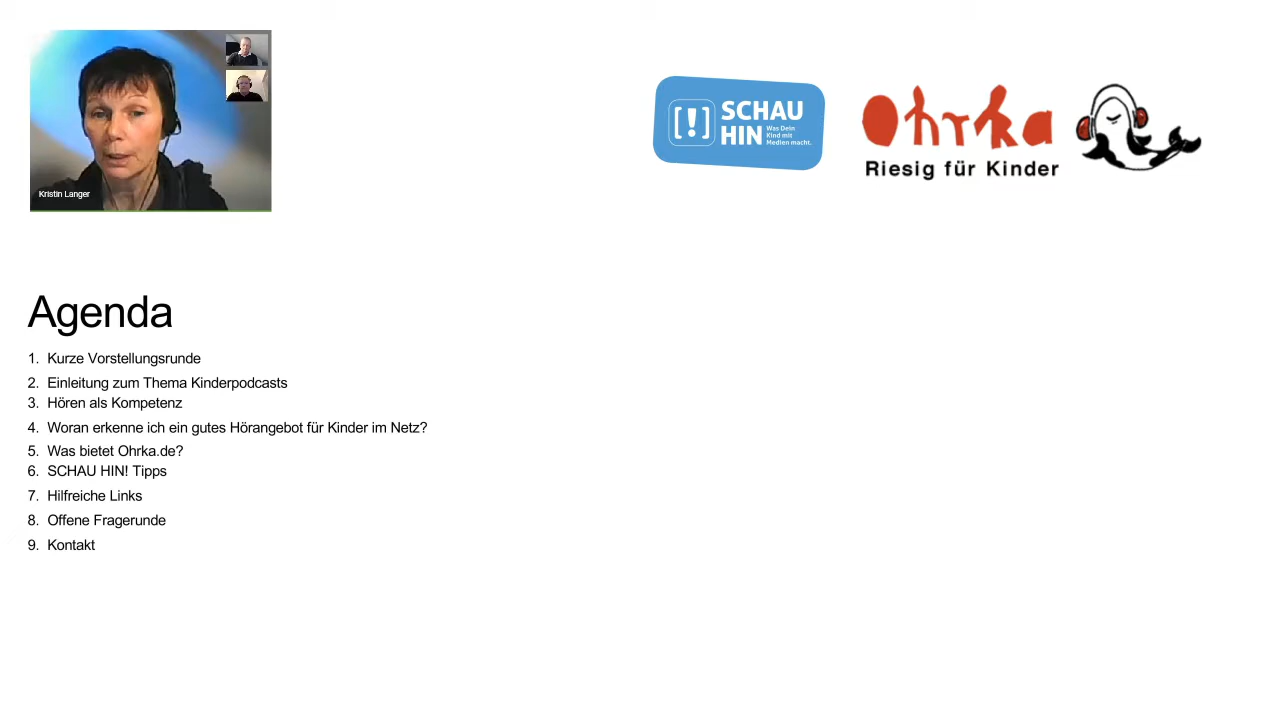 Kristin Langer
SCHAU
HIN
Was Dein
Kind mit
Medien macht.
Ohrka
Riesig für Kinder
Agenda
1. Kurze Vorstellungsrunde
2. Einleitung zum Thema Kinderpodcasts
3. Hören als Kompetenz
4. Woran erkenne ich ein gutes Hörangebot für Kinder im Netz?
5. Was bietet Ohrka.de?
6. SCHAU HIN! Tipps
7. Hilfreiche Links
8. Offene Fragerunde
9. Kontakt